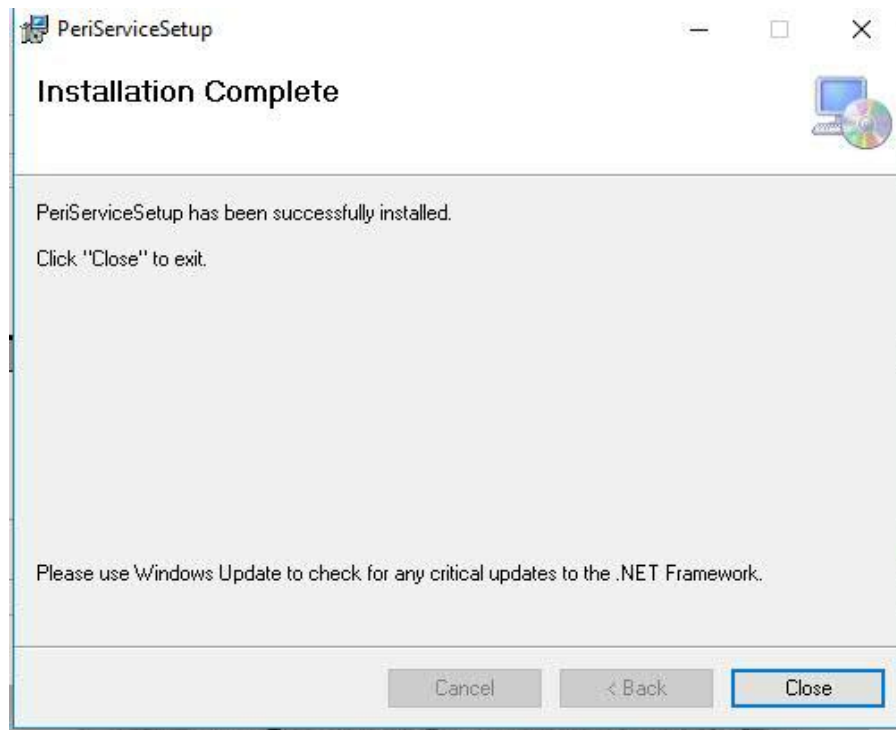 PeriServiceSetup
Installation Complete
PeriServiceSetup has been successfully installed.
Click "Close" to exit.
Please use Windows Update to check for any critical updates to the .NET Framework.
Cancel
< Back
Close